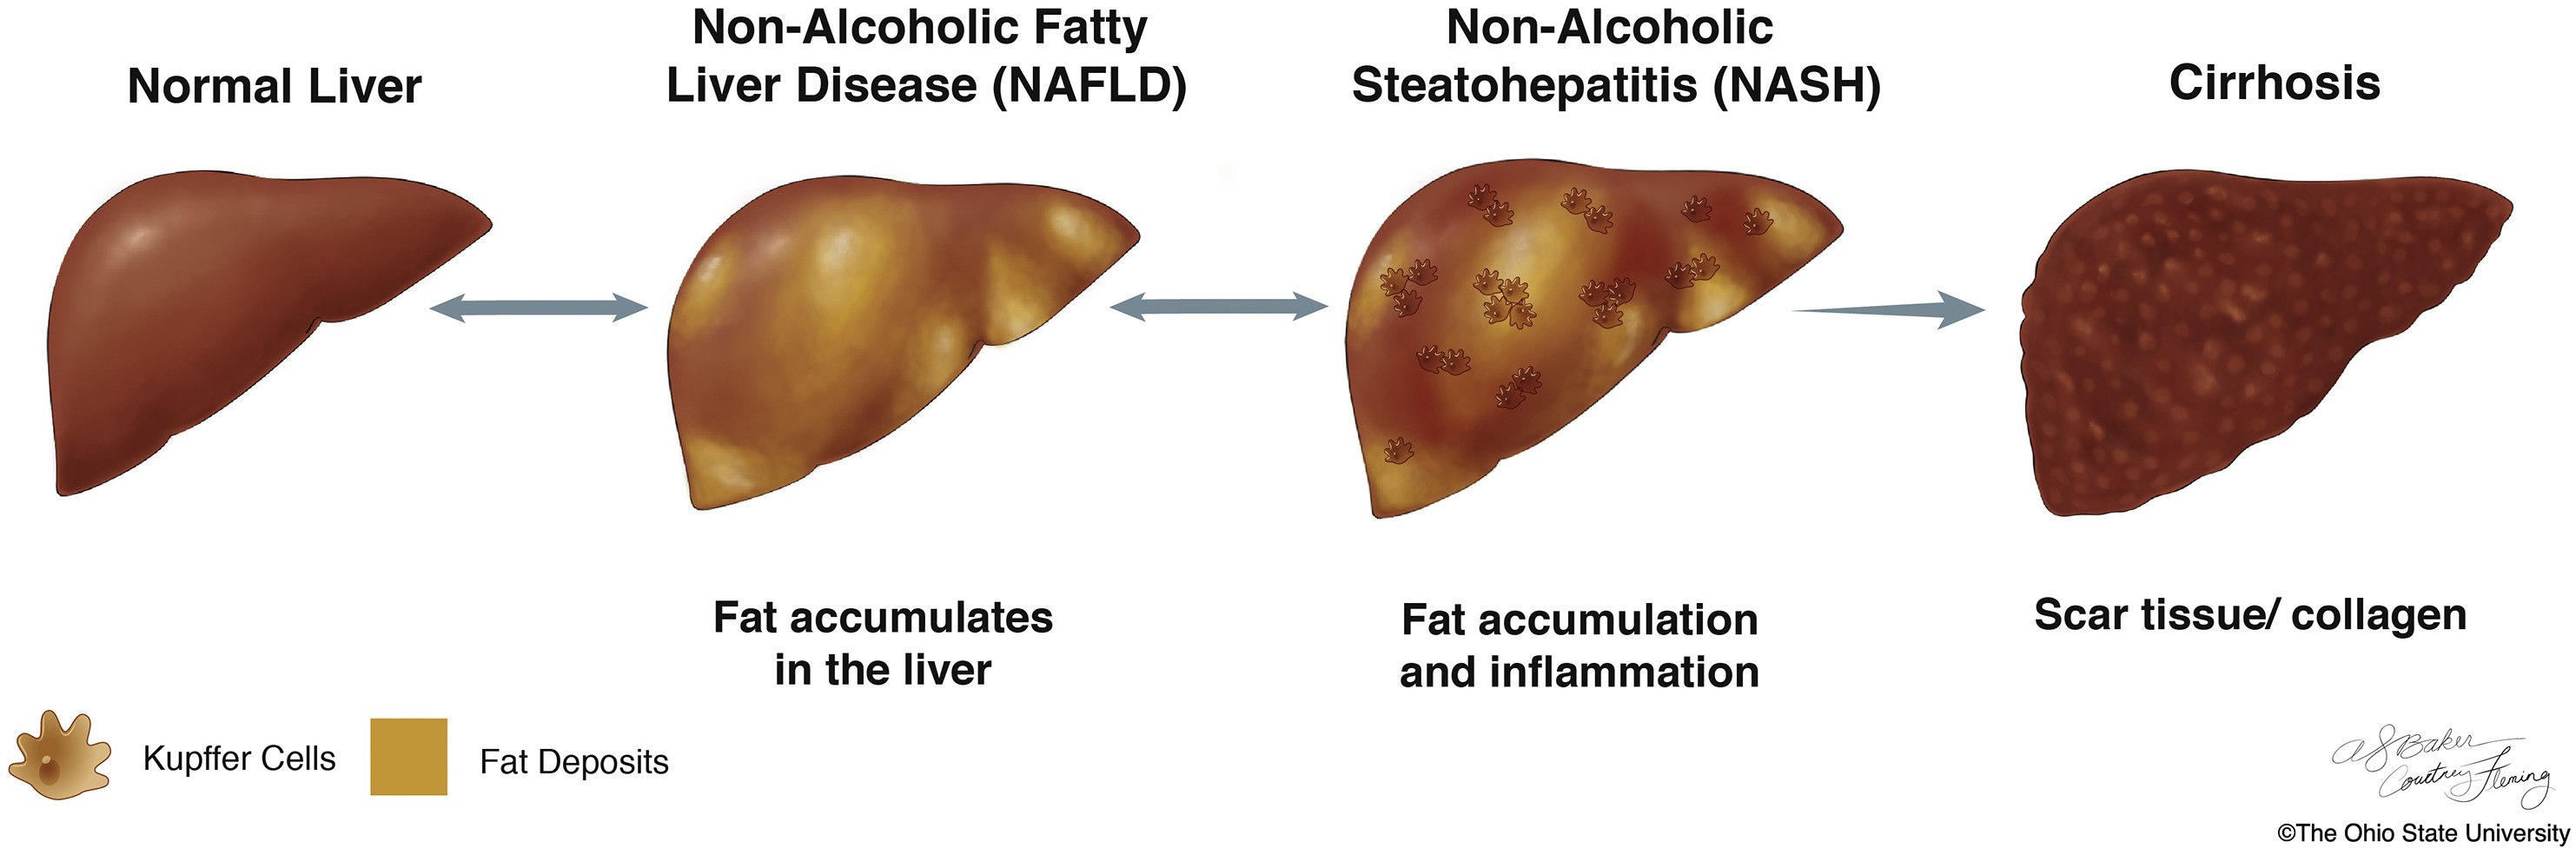 Normal Liver
Non-Alcoholic Fatty
Liver Disease (NAFLD)
Non-Alcoholic
Steatohepatitis (NASH)
Cirrhosis
Fat accumulates
in the liver
Fat accumulation
and inflammation
Scar tissue/ collagen
Kupffer Cells
Fat Deposits
ASBaker
Courtney Fleming
©The Ohio State University